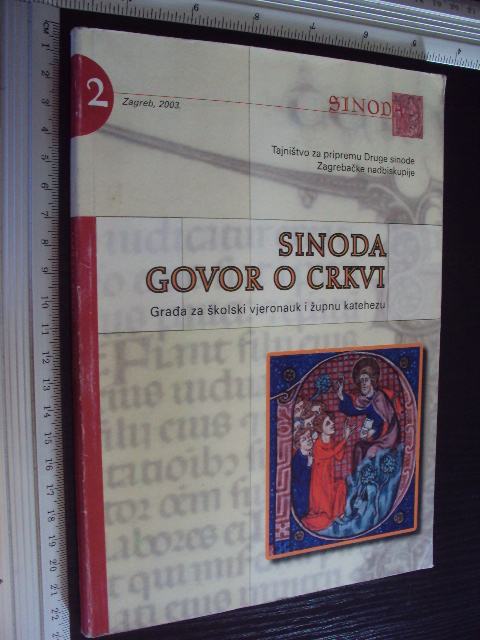 2
Zagreb, 2003.
SINODA
Tajništvo za pripremu Druge sinode
Zagrebačke nadbiskupije
SINODA
GOVOR O CRKVI
Građa za školski vjeronauk i župnu katehezu